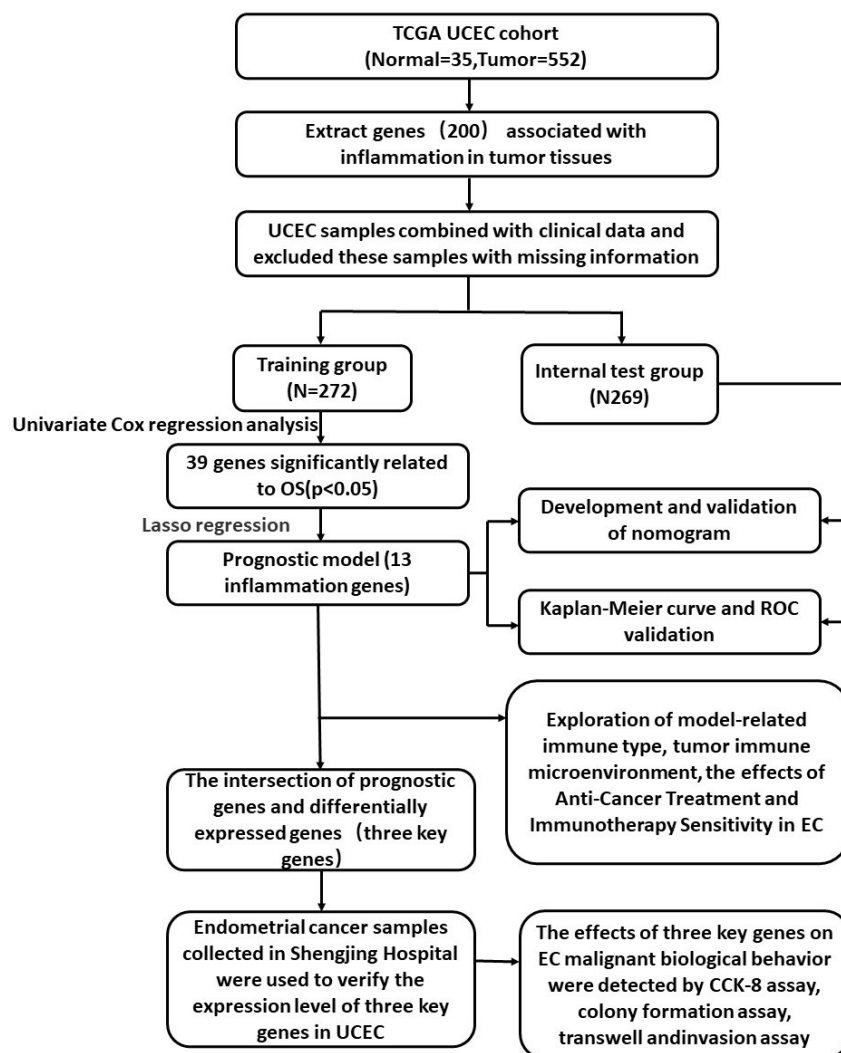 TCGA UCEC cohort
(Normal=35,Tumor=552)
Extract genes（200） associated with
inflammation in tumor tissues
UCEC samples combined with clinical data and
excluded these samples with missing information
Training group
(N=272)
Internal test group
(N269)
Univariate Cox regression analysis
39 genes significantly related
to OS(p<0.05)
Lasso regression
Prognostic model (13
inflammation genes)
Development and validation
of nomogram
Kaplan-Meier curve and ROC
validation
Exploration of model-related
immune type, tumor immune
microenvironment, the effects of
Anti-Cancer Treatment and
Immunotherapy Sensitivity in EC
The intersection of prognostic
genes and differentially
expressed genes（three key
genes）
Endometrial cancer samples
collected in Shengjing Hospital
were used to verify the
expression level of three key
genes in UCEC
The effects of three key genes on
EC malignant biological behavior
were detected by CCK-8 assay,
colony formation assay,
transwell andinvasion assay